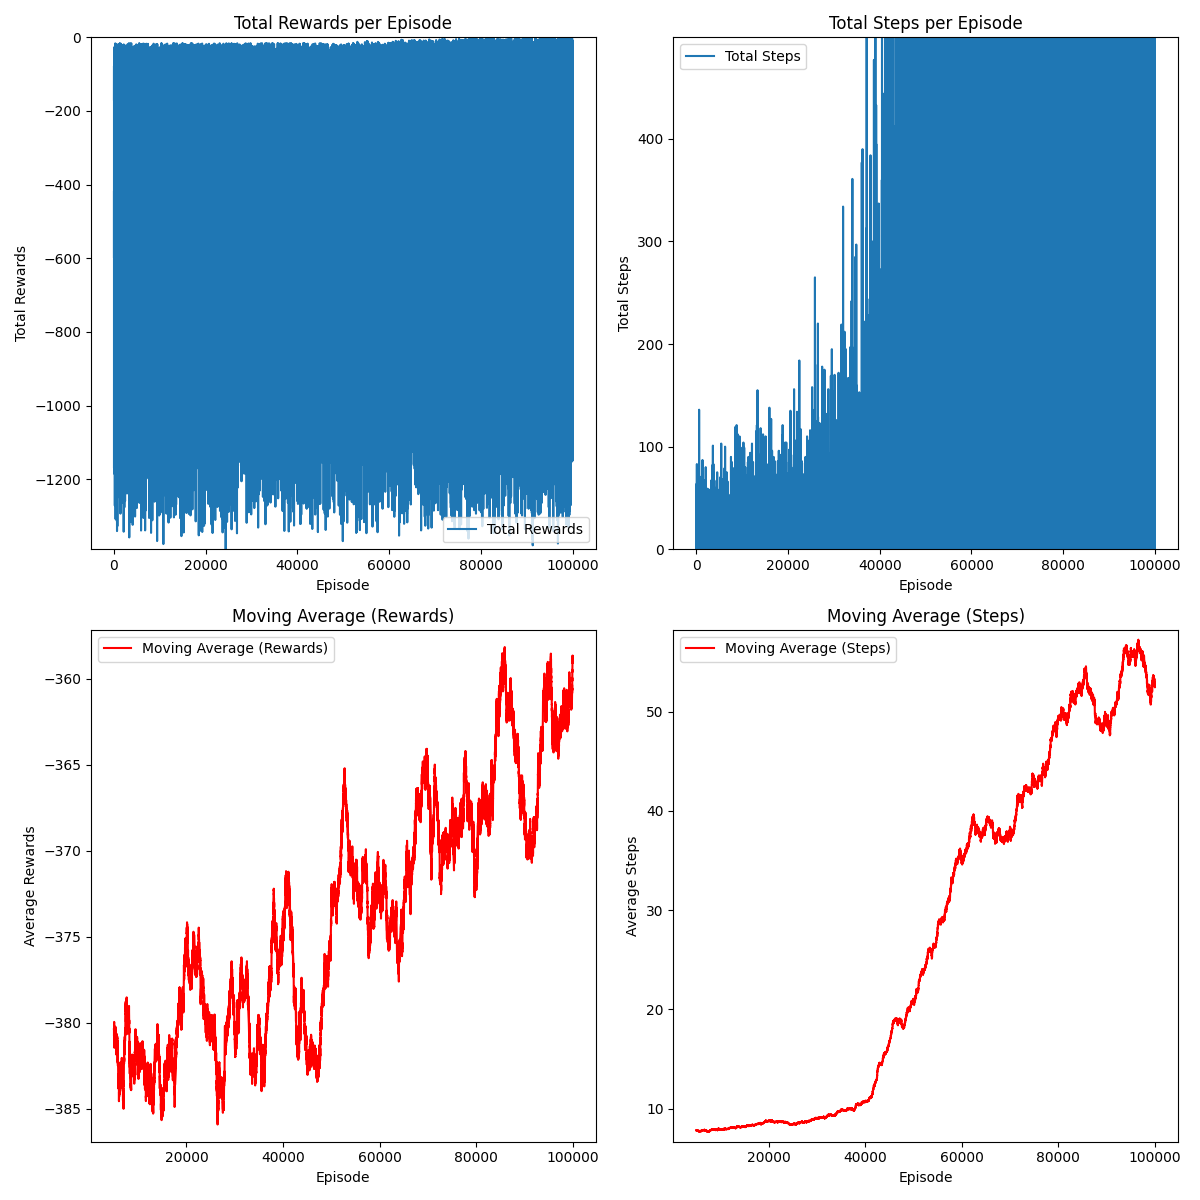 Total Rewards per Episode
Total Rewards
0
−200
−400
−600
−800
−1000
−1200
Total Rewards
0 20000 40000 60000 80000 100000
Episode
Total Steps per Episode
Total Steps
Total Steps
400
300
200
100
0
0 20000 40000 60000 80000 100000
Episode
Moving Average (Rewards)
Moving Average (Rewards)
Average Rewards
−360
−365
−370
−375
−380
−385
20000 40000 60000 80000 100000
Episode
Moving Average (Steps)
Moving Average (Steps)
Average Steps
50
40
30
20
10
20000 40000 60000 80000 100000
Episode